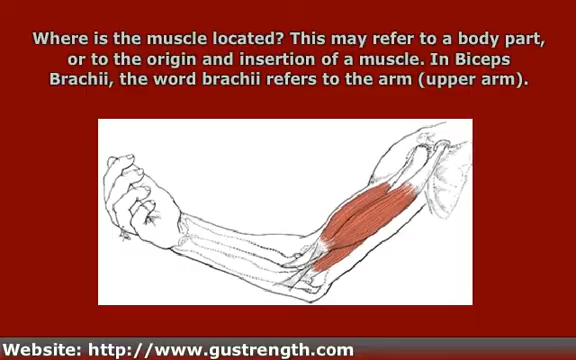 Where is the muscle located? This may refer to a body part,
or to the origin and insertion of a muscle. In Biceps
Brachii, the word brachii refers to the arm (upper arm).
Website: http://www.gustrength.com